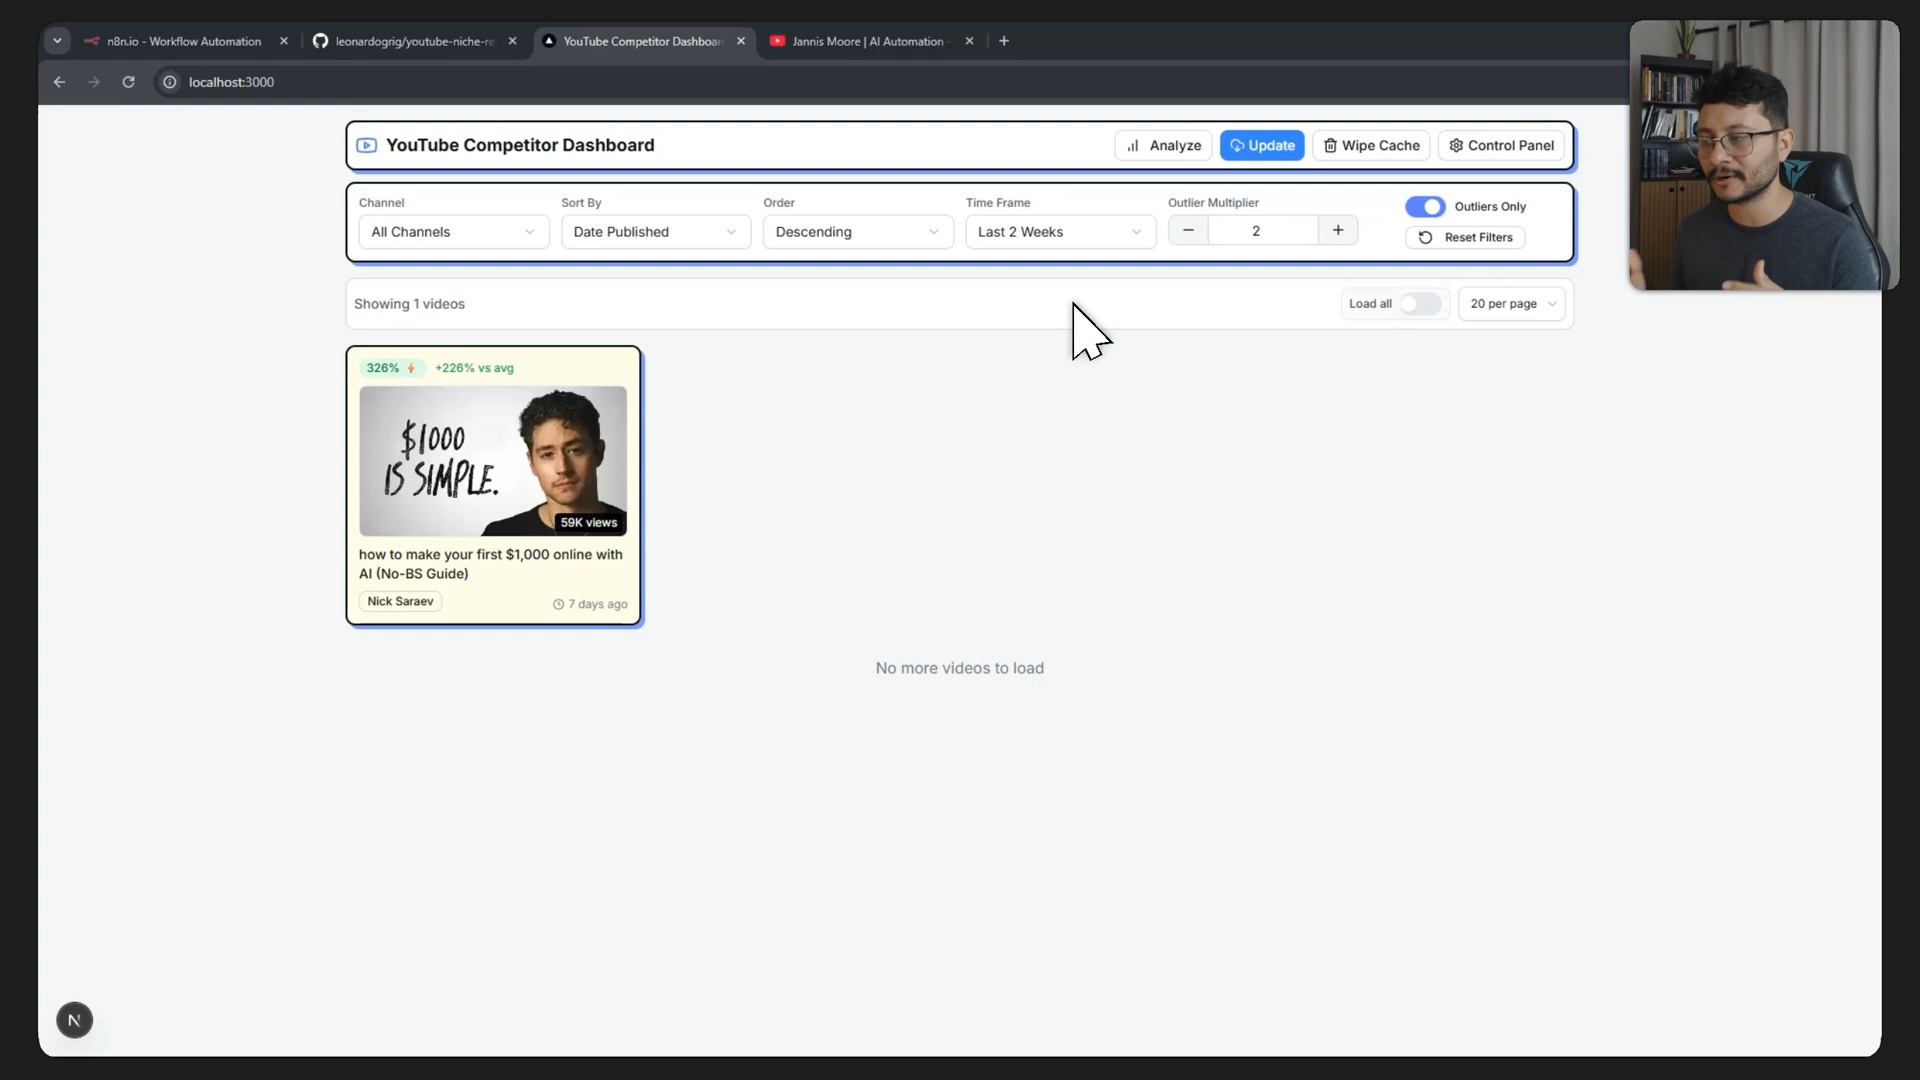 n8n.io - Workflow Automation
leonardogrig/youtube-niche-re
YouTube Competitor Dashboar
Jannis Moore | AI Automation -
localhost:3000
YouTube Competitor Dashboard
Analyze
Update
Wipe Cache
Control Panel
Channel
Sort By
Order
Time Frame
Outlier Multiplier
All Channels
Date Published
Descending
Last 2 Weeks
2
Outliers Only
Reset Filters
Showing 1 videos
Load all
20 per page
326%
+226% vs avg
$1000
IS SIMPLE.
59K views
how to make your first $1,000 online with
AI (No-BS Guide)
Nick Saraev
7 days ago
No more videos to load
N